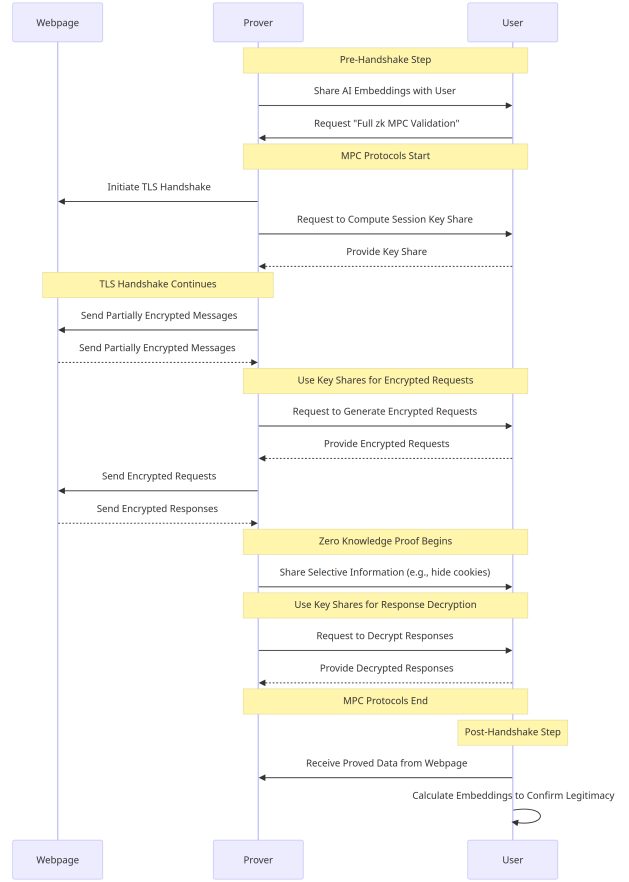 Webpage
Prover
User
Pre-Handshake Step
Share AI Embeddings with User
Request "Full zk MPC Validation"
MPC Protocols Start
Initiate TLS Handshake
Request to Compute Session Key Share
Provide Key Share
TLS Handshake Continues
Send Partially Encrypted Messages
Send Partially Encrypted Messages
Use Key Shares for Encrypted Requests
Request to Generate Encrypted Requests
Provide Encrypted Requests
Send Encrypted Requests
Send Encrypted Responses
Zero Knowledge Proof Begins
Share Selective Information (e.g., hide cookies)
Use Key Shares for Response Decryption
Request to Decrypt Responses
Provide Decrypted Responses
MPC Protocols End
Post-Handshake Step
Receive Proved Data from Webpage
Calculate Embeddings to Confirm Legitimacy
Webpage
Prover
User